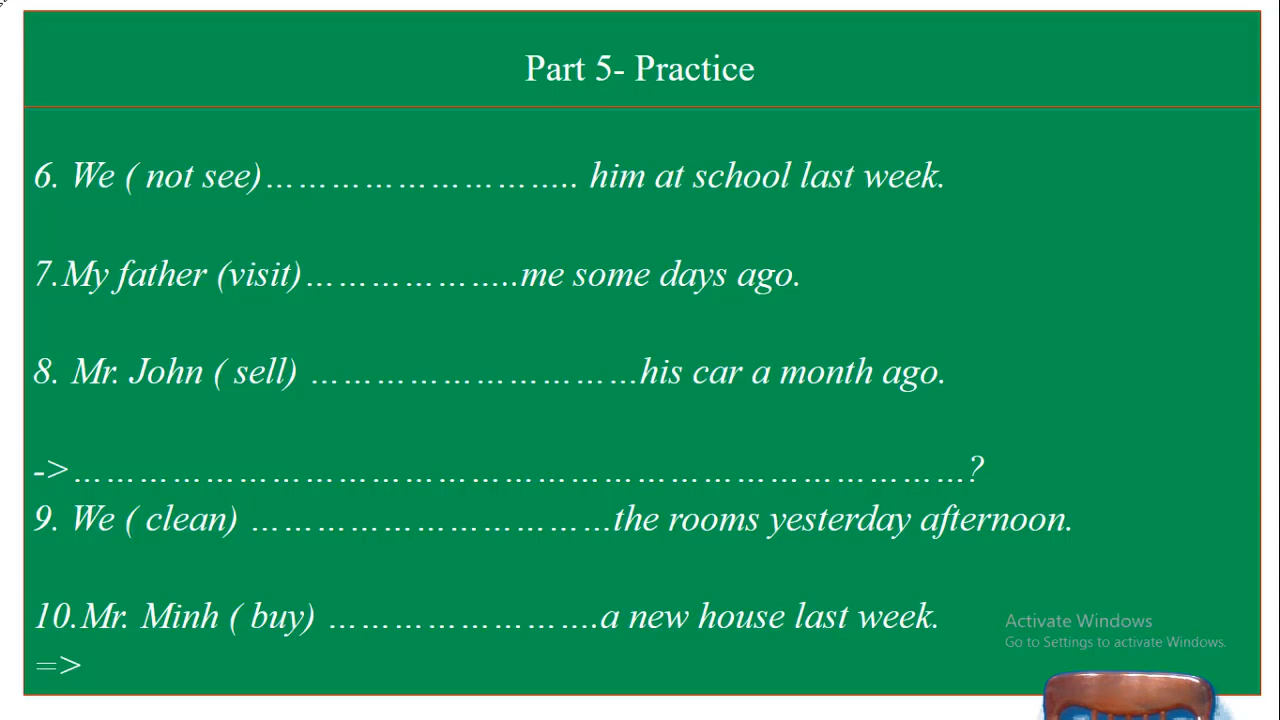 Part 5- Practice
6. We ( not see)…………………….. him at school last week.
7.My father (visit)………………..me some days ago.
8. Mr. John ( sell) …………………………his car a month ago.
->………………………………………………………………………?
9. We ( clean) ……………………………the rooms yesterday afternoon.
10.Mr. Minh ( buy) …………………….a new house last week.
=>
Activate Windows
Go to Settings to activate Windows.